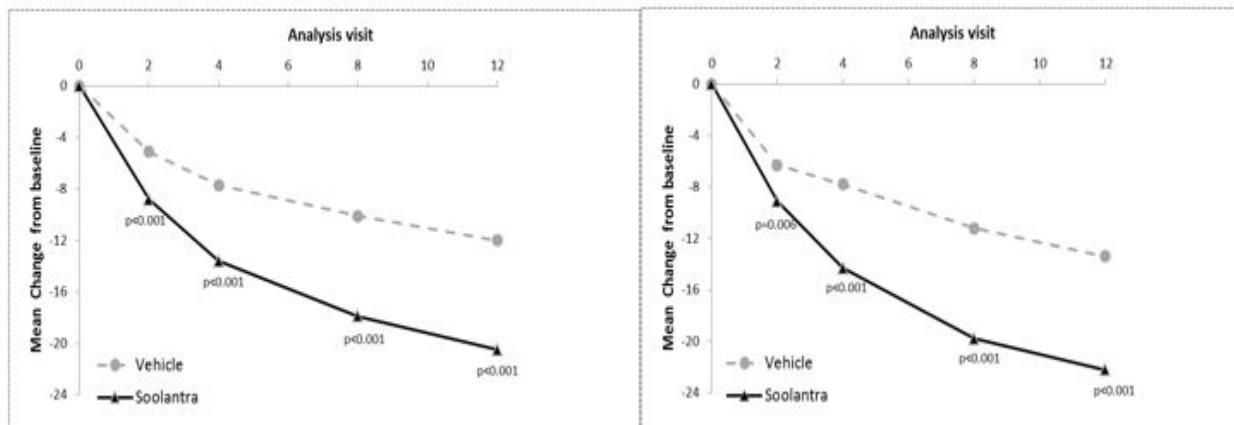 Analysis visit
0 2 4 6 8 10 12
0
-4
-8
-12
-16
-20
-24
Mean Change from baseline
p<0.001
p<0.001
p<0.001
p<0.001
Vehicle
Soolantra
Analysis visit
0 2 4 6 8 10 12
0
-4
-8
-12
-16
-20
-24
Mean Change from baseline
p=0.006
p<0.001
p<0.001
p<0.001
Vehicle
Soolantra